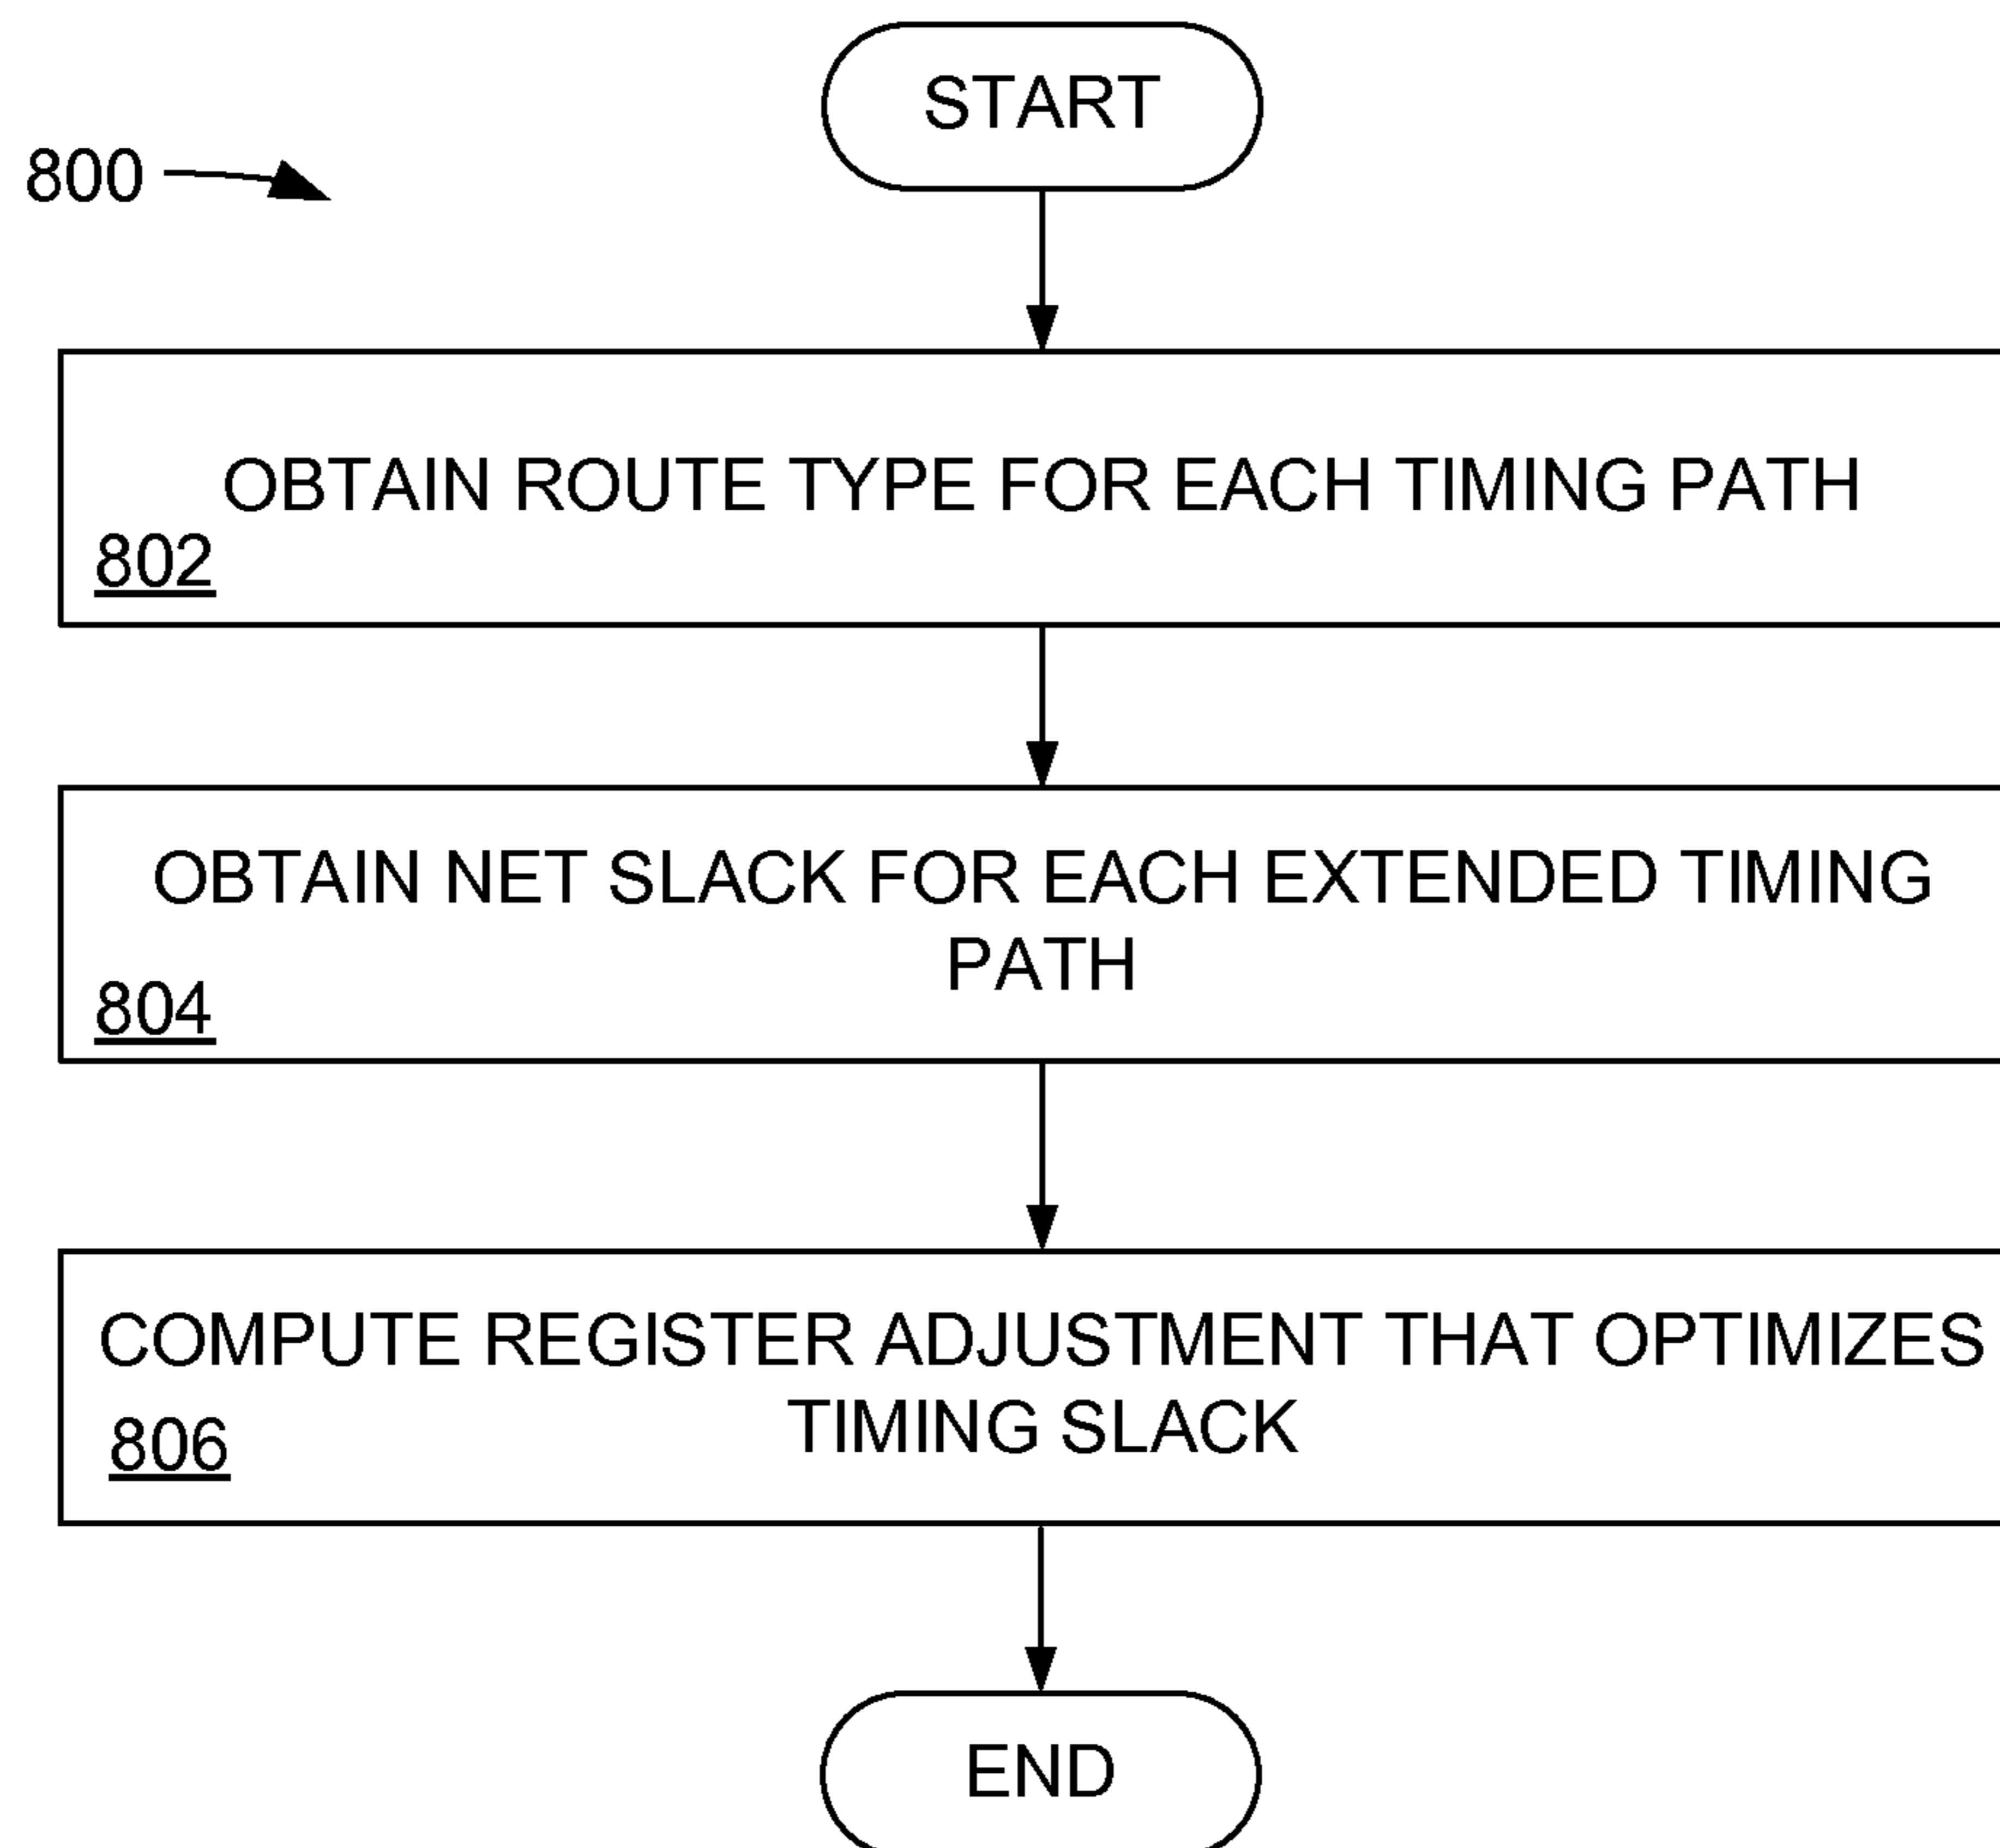 START
800
OBTAIN ROUTE TYPE FOR EACH TIMING PATH
802
OBTAIN NET SLACK FOR EACH EXTENDED TIMING
PATH
804
COMPUTE REGISTER ADJUSTMENT THAT OPTIMIZES
TIMING SLACK
806
END